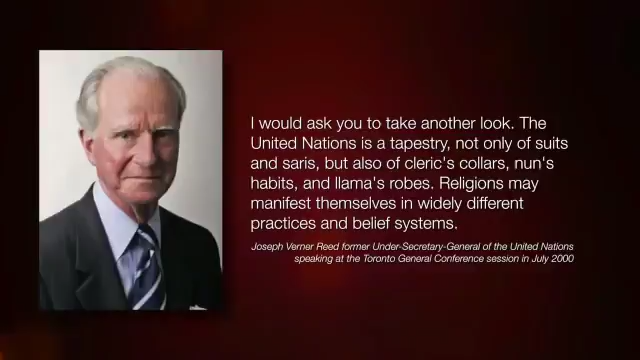 I would ask you to take another look. The
United Nations is a tapestry, not only of suits
and saris, but also of cleric's collars, nun's
habits, and llama's robes. Religions may
manifest themselves in widely different
practices and belief systems.
Joseph Verner Reed former Under-Secretary-General of the United Nations
speaking at the Toronto General Conference session in July 2000